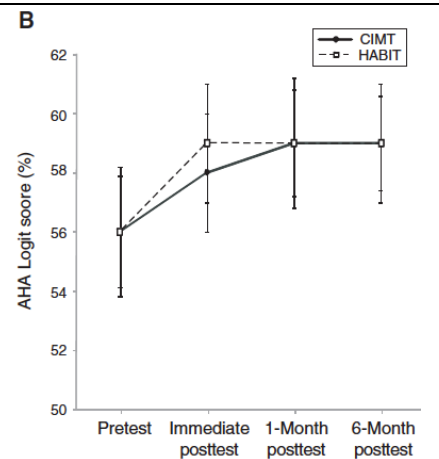 B
CIMT
HABIT
AHA Logit score (%)
62
60
58
56
54
52
50
Pretest
Immediate
posttest
1-Month
posttest
6-Month
posttest